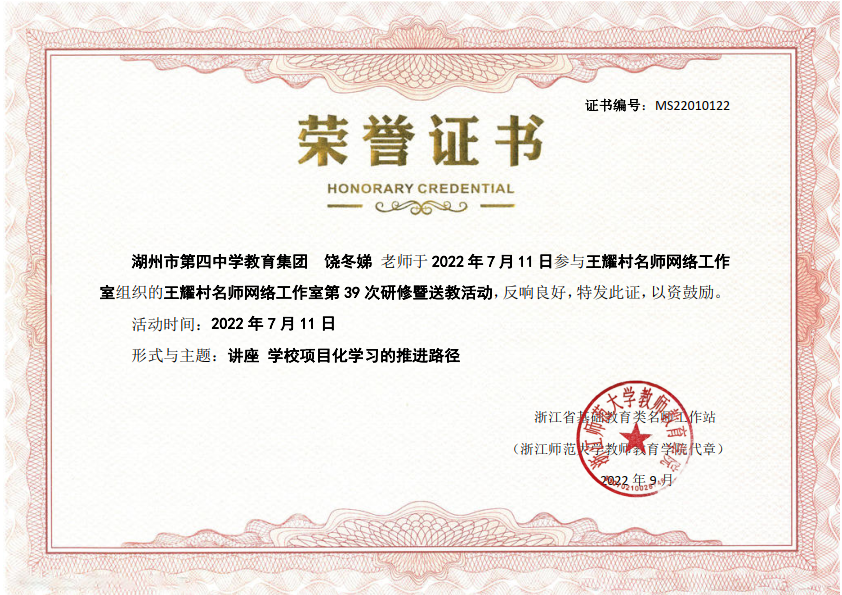 证书编号：MS22010122
荣誉证书
HONORARY CREDENTIAL
湖州市第四中学教育集团 饶冬娣 老师于 2022 年 7 月 11 日参与王耀村名师网络工作
室组织的王耀村名师网络工作室第 39 次研修暨送教活动，反响良好，特发此证，以资鼓励。
活动时间：2022 年 7 月 11 日
形式与主题：讲座 学校项目化学习的推进路径
浙江省基础教育类名师工作站
（浙江师范大学教师教育学院代章）
2022 年 9 月
浙江师范大学教师教育学院